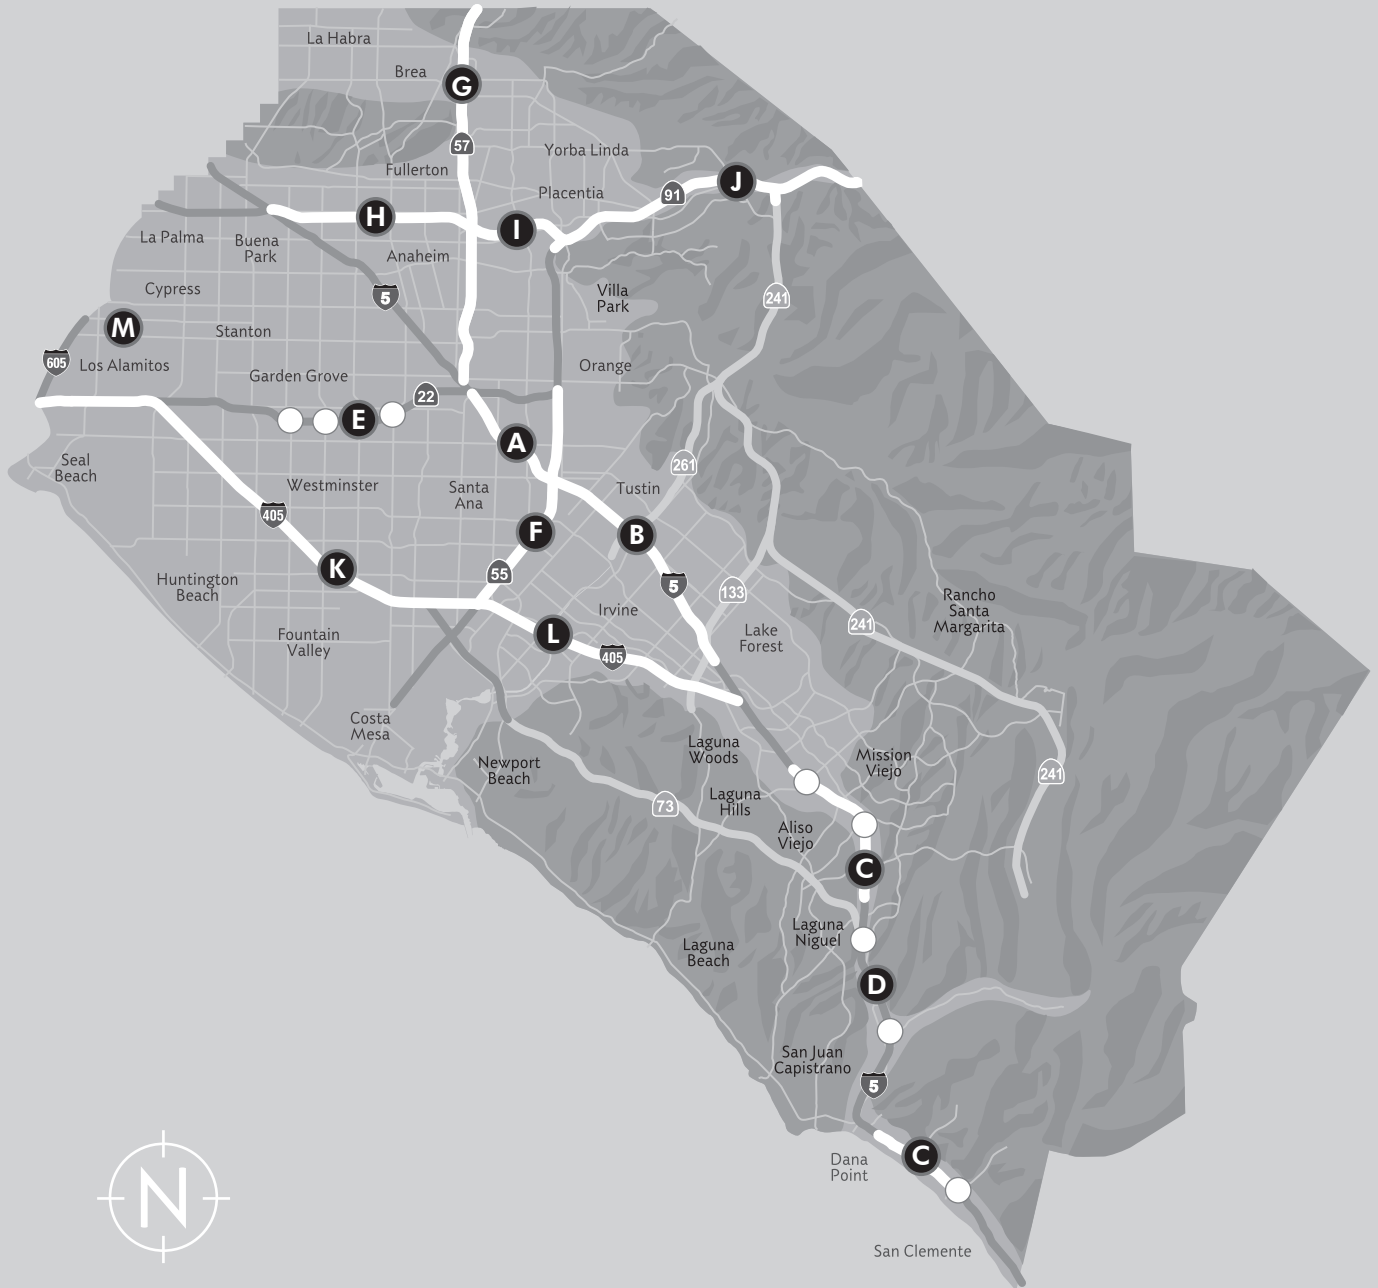 La Habra
Brea
G
57
Yorba Linda
Fullerton
J
91
Placentia
H
I
La Palma
Buena
Park
Anaheim
Cypress
5
Villa
Park
241
M
Stanton
605
Los Alamitos
Orange
Garden Grove
22
E
A
Seal
Beach
261
Westminster
Santa
Ana
Tustin
405
F
B
K
55
5
Huntington
Beach
133
Irvine
Rancho
Santa
Margarita
241
Fountain
Valley
L
405
Lake
Forest
Costa
Mesa
Laguna
Woods
Mission
Viejo
Newport
Beach
241
Laguna
Hills
73
Aliso
Viejo
C
Laguna
Niguel
Laguna
Beach
D
San Juan
Capistrano
5
C
Dana
Point
N
San Clemente